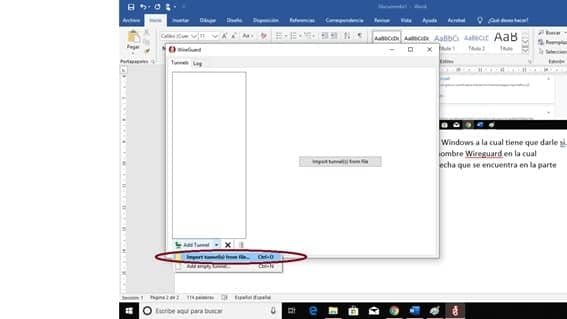 Documento1 - Word
Archivo Inicio Insertar Dibujar Diseño Disposición Referencias Correspondencia Revisar Vista Ayuda Acrobat ¿Qué desea hacer?
Pegar
Calibri (Cuer 11
AaBbCcDc AaBbCcDc AaBbCc AaBbCcE AaB
Título 1 Título 2 Título
Buscar
Reemplazar
Portapapeles
Edición
WireGuard
Tunnels Log
Import tunnel(s) from file
Windows a la cual tiene que darle si.
ombre Wireguard en la cual
echa que se encuentra en la parte
Add Tunnel
Import tunnel(s) from file... Ctrl+O
Add empty tunnel... Ctrl+N
Sección: 1 Página 2 de 2 114 palabras Español (España)
Escribe aquí para buscar